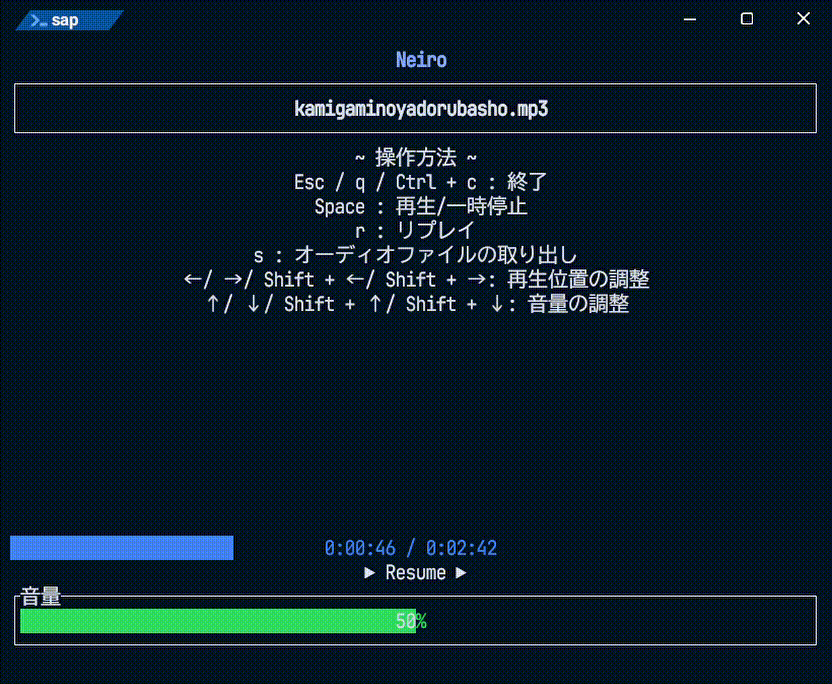 sap
Neiro
kamigaminoyadorubasho.mp3
~ 操作方法 ~
Esc / q / Ctrl + c : 終了
Space : 再生/一時停止
r : リプレイ
s : オーディオファイルの取り出し
←/ →/ Shift + ←/ Shift + →: 再生位置の調整
↑/ ↓/ Shift + ↑/ Shift + ↓: 音量の調整
0:00:46 / 0:02:42
▶ Resume ▶
音量
50%